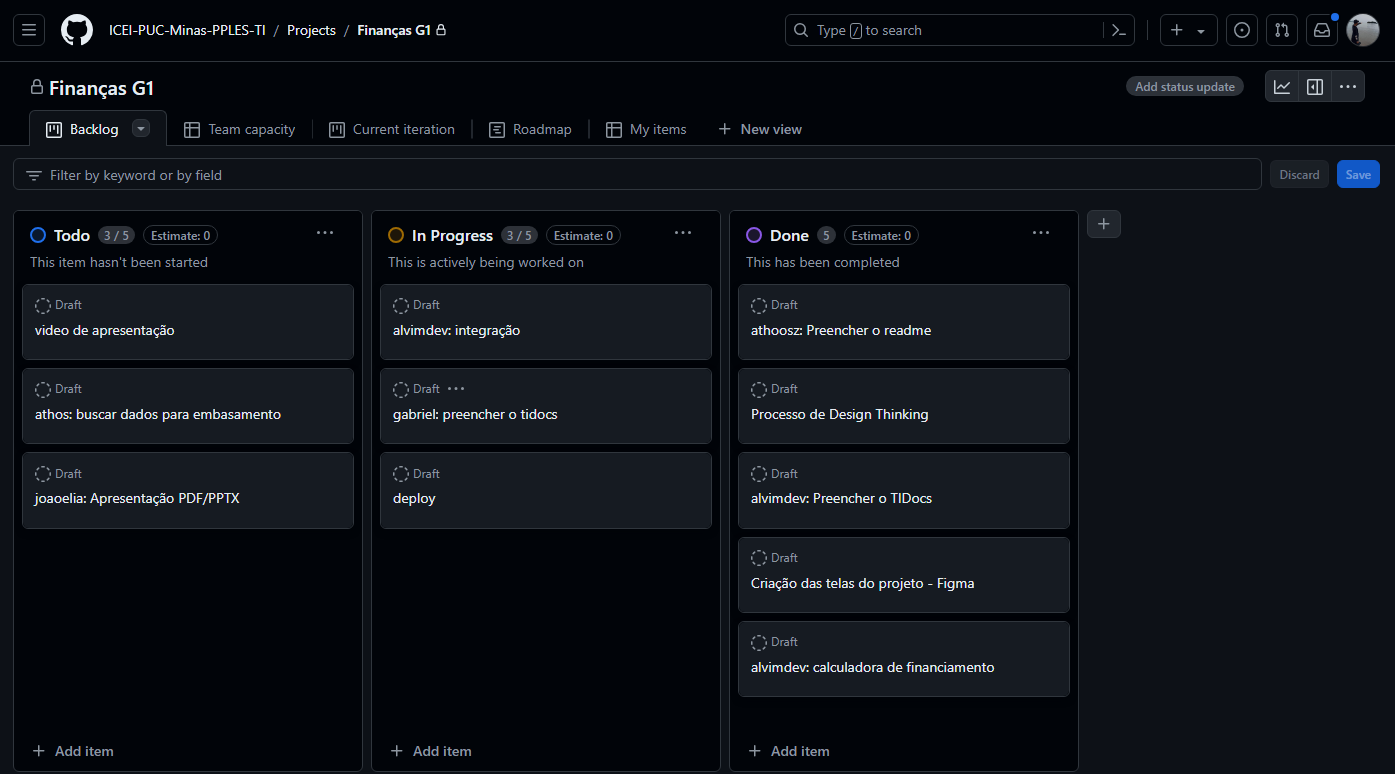 ICEI-PUC-Minas-PPLES-TI / Projects / Finanças G1
Type / to search
Finanças G1
Add status update
Backlog
Team capacity
Current iteration
Roadmap
My items
New view
Filter by keyword or by field
Discard
Save
Todo 3 / 5 Estimate: 0
This item hasn't been started
Draft
video de apresentação
Draft
athos: buscar dados para embasamento
Draft
joaoelia: Apresentação PDF/PPTX
Add item
In Progress 3 / 5 Estimate: 0
This is actively being worked on
Draft
alvimdev: integração
Draft
gabriel: preencher o tidocs
Draft
deploy
Add item
Done 5 Estimate: 0
This has been completed
Draft
athoosz: Preencher o readme
Draft
Processo de Design Thinking
Draft
alvimdev: Preencher o TIDocs
Draft
Criação das telas do projeto - Figma
Draft
alvimdev: calculadora de financiamento
Add item